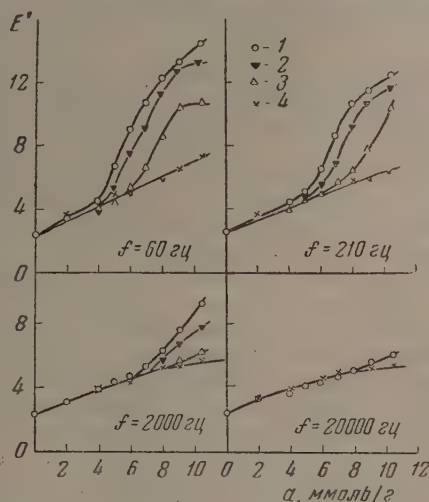 E'
12
8
4
0
○ - 1
▼ - 2
△ - 3
× - 4
f = 60 гц
f = 210 гц
8
4
0
f = 2000 гц
f = 20000 гц
2 4 6 8 10 0 2 4 6 8 10 12
a, ммоль/г